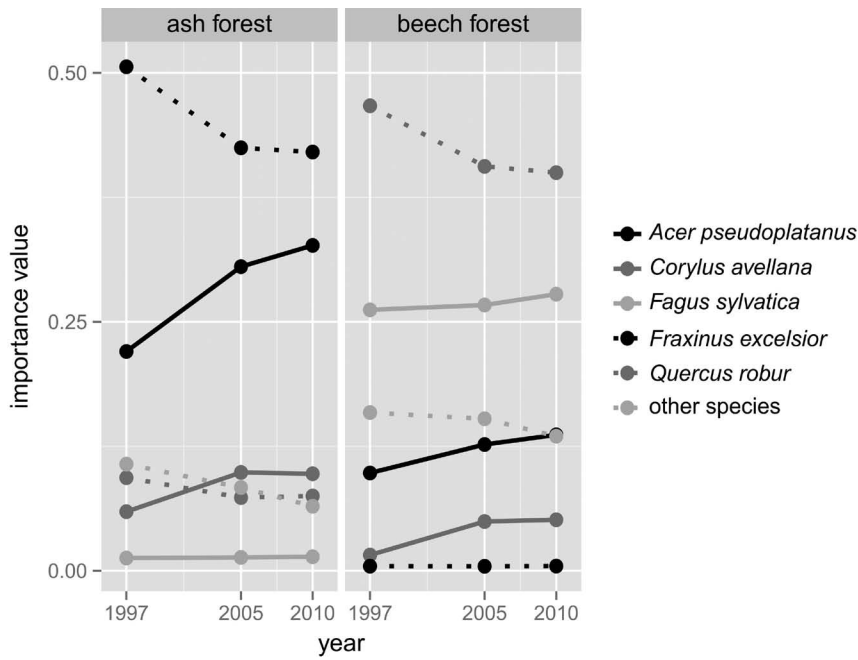 ash forest
beech forest
0.50
0.25
0.00
importance value
1997
2005
2010
1997
2005
2010
year
Acer pseudoplatanus
Corylus avellana
Fagus sylvatica
Fraxinus excelsior
Quercus robur
other species